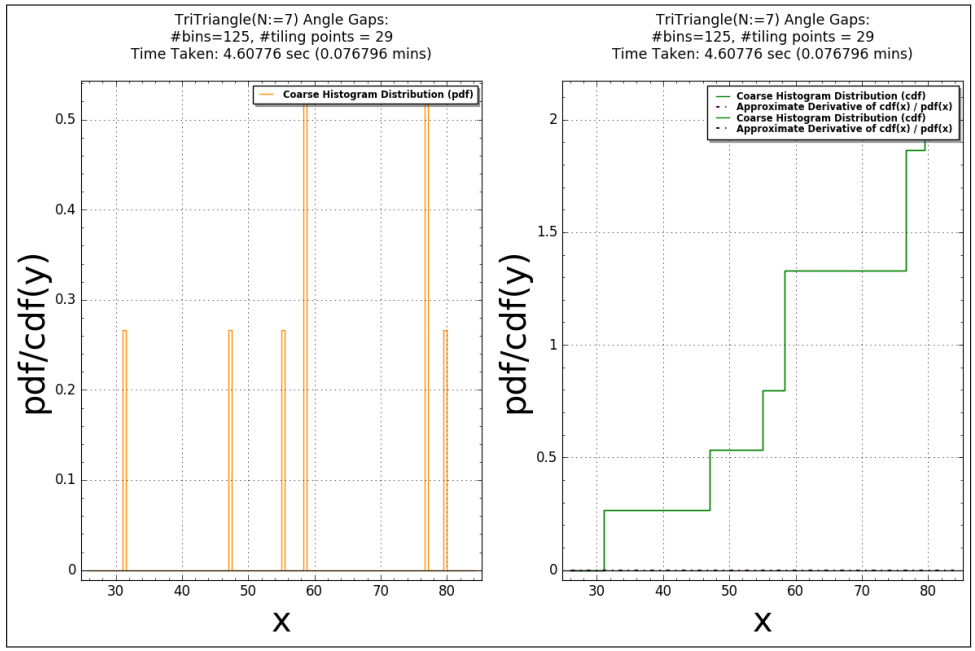 TriTriangle(N:=7) Angle Gaps:
#bins=125, #tiling points = 29
Time Taken: 4.60776 sec (0.076796 mins)
Coarse Histogram Distribution (pdf)
pdf/cdf(y)
0.5
0.4
0.3
0.2
0.1
0
30 40 50 60 70 80
x
TriTriangle(N:=7) Angle Gaps:
#bins=125, #tiling points = 29
Time Taken: 4.60776 sec (0.076796 mins)
Coarse Histogram Distribution (cdf)
Approximate Derivative of cdf(x) / pdf(x)
Coarse Histogram Distribution (cdf)
Approximate Derivative of cdf(x) / pdf(x)
pdf/cdf(y)
2
1.5
1
0.5
0
30 40 50 60 70 80
x